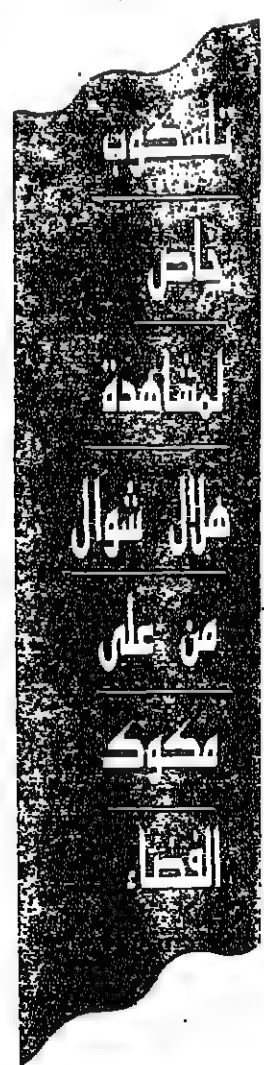 تلسكوب
خاص
لمشاهدة
هلال شوال
من على
مكوك
الفضاء